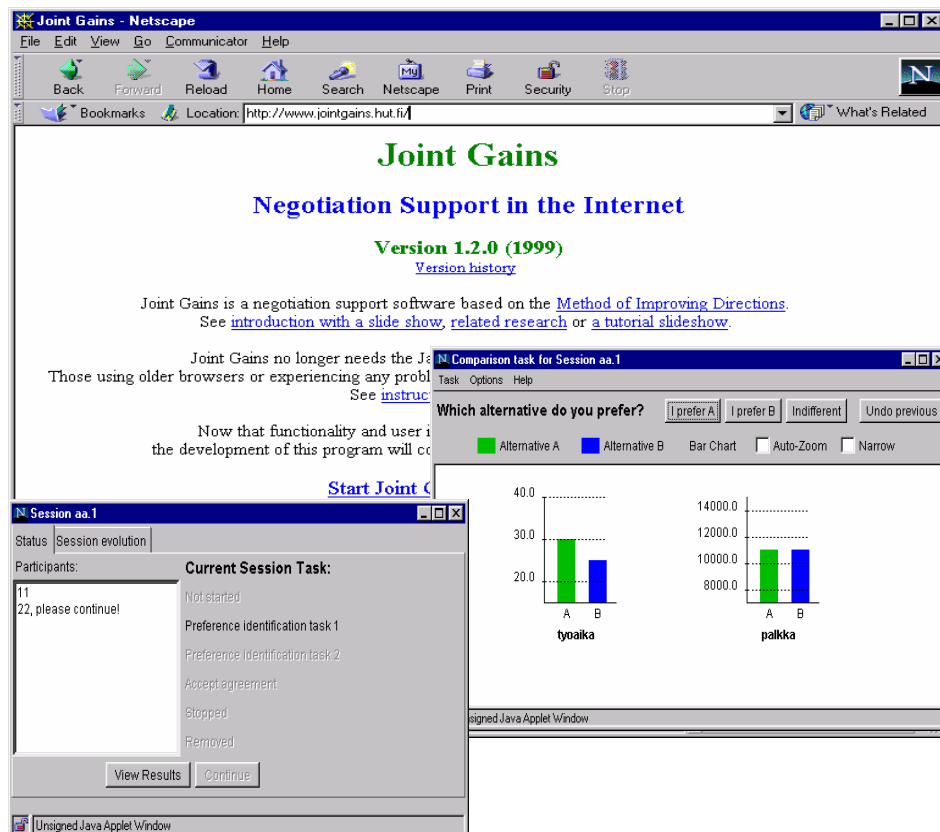 Joint Gains - Netscape
File Edit View Go Communicator Help
Back Forward Reload Home Search Netscape Print Security Stop
My
N
Bookmarks Location: http://www.jointgains.hut.fi/ What's Related
Joint Gains
Negotiation Support in the Internet
Version 1.2.0 (1999)
Version history
Joint Gains is a negotiation support software based on the Method of Improving Directions.
See introduction with a slide show, related research or a tutorial slideshow.
Joint Gains no longer needs the
Those using older browsers or experiencing any
See
Now that functionality and user
the development of this program will
Start Joint
N Comparison task for Session aa.1
Task Options Help
Which alternative do you prefer? I prefer A I prefer B Indifferent Undo previous
Alternative A Alternative B Bar Chart Auto-Zoom Narrow
40.0
30.0
20.0
A B
tyoaika
14000.0
12000.0
10000.0
8000.0
A B
palkka
signed Java Applet Window
N Session aa.1
Status Session evolution
Participants:
11
22, please continue!
Current Session Task:
Not started
Preference identification task 1
Preference identification task 2
Accept agreement
Stopped
Removed
View Results Continue
Unsigned Java Applet Window